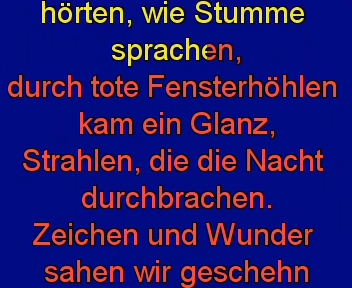 hörten, wie Stumme
sprachen,
durch tote Fensterhöhlen
kam ein Glanz,
Strahlen, die die Nacht
durchbrachen.
Zeichen und Wunder
sahen wir geschehn